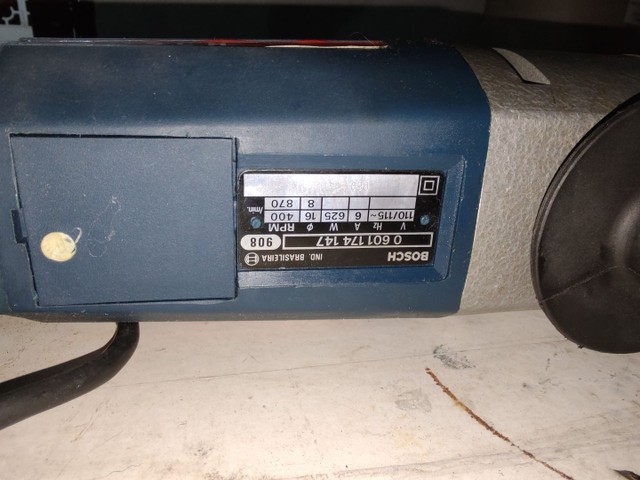 BOSCH IND. BRASILEIRA
0 601 174 147 908
V Hz A W Ø RPM
110/115~ 6 625 16 400
8 870 /min.